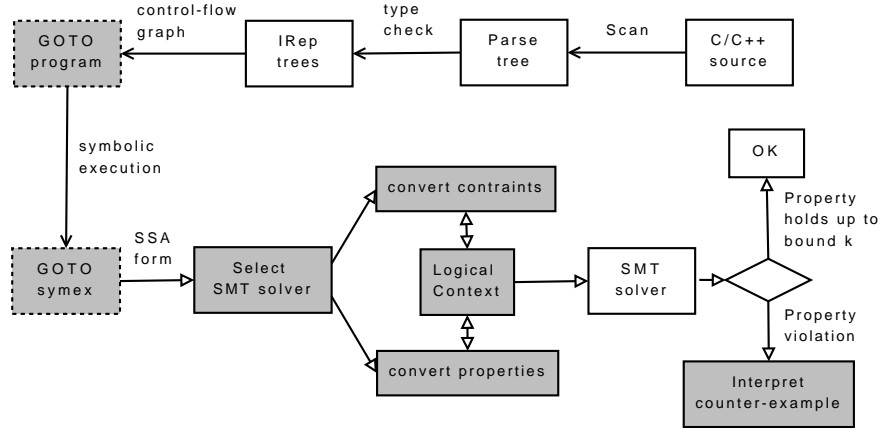 control-flow
graph
type
check
Scan
GOTO
program
IRep
trees
Parse
tree
C/C++
source
symbolic
execution
OK
convert contraints
Property
holds up to
bound k
SSA
form
GOTO
symex
Select
SMT solver
Logical
Context
SMT
solver
Property
violation
convert properties
Interpret
counter-example